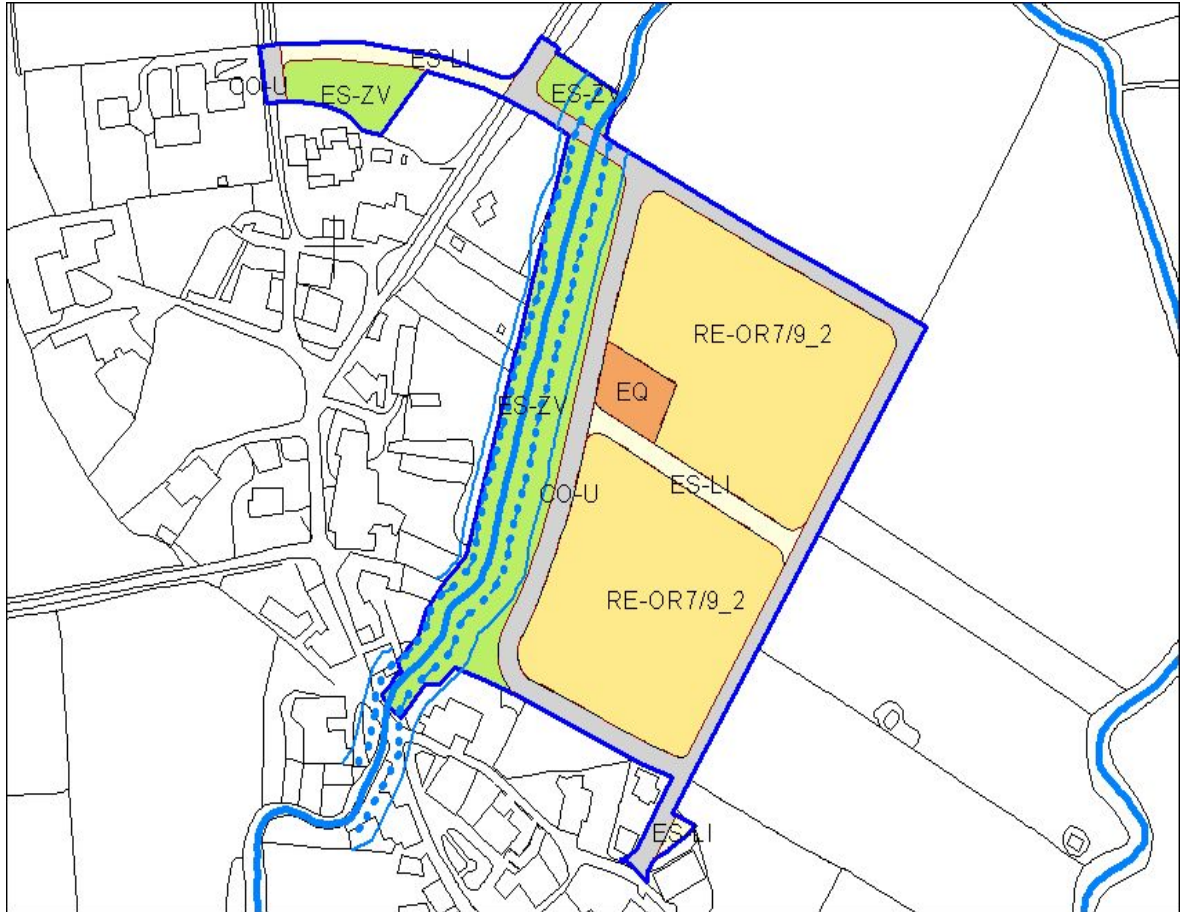 ES-LI
CO-U
ES-ZV
ES-ZV
RE-OR7/9_2
EQ
ES-ZV
ES-LI
CO-U
RE-OR7/9_2
ES-LI